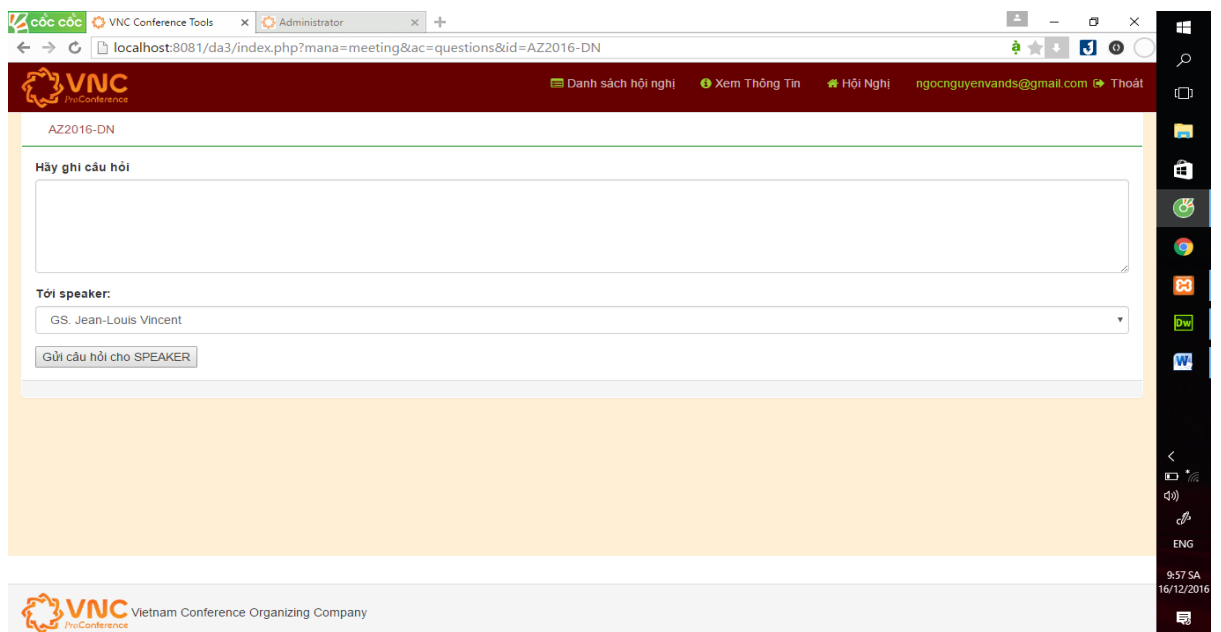 cốc cốc VNC Conference Tools Administrator
localhost:8081/da3/index.php?mana=meeting&ac=questions&id=AZ2016-DN
VNC ProConference Danh sách hội nghị Xem Thông Tin Hội Nghị ngocnguyenvands@gmail.com Thoát
AZ2016-DN
Hãy ghi câu hỏi
Tới speaker:
GS. Jean-Louis Vincent
Gửi câu hỏi cho SPEAKER
VNC ProConference Vietnam Conference Organizing Company
Dw
W
ENG
9:57 SA
16/12/2016